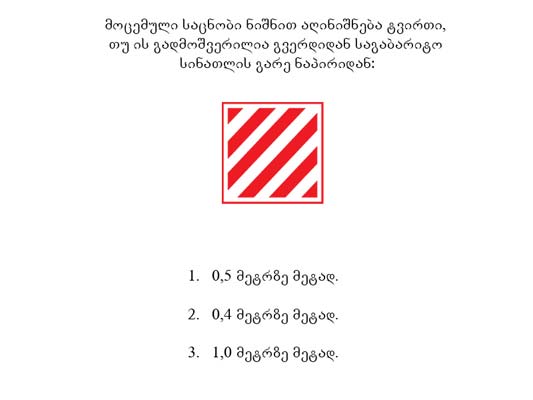 მოცემული საცნობი ნიშნით აღინიშნება ტვირთი,
თუ ის გადმოშვერილია გვერდიდან საგაბარიტო
სინათლის გარე ნაპირიდან:
1. 0,5 მეტრზე მეტად.
2. 0,4 მეტრზე მეტად.
3. 1,0 მეტრზე მეტად.